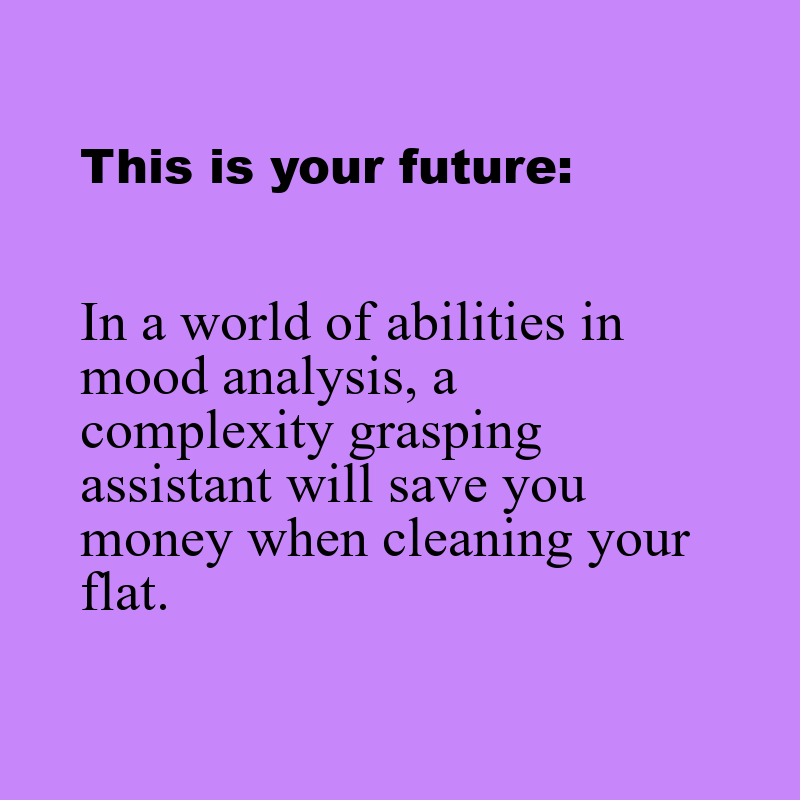 This is your future:
In a world of abilities in
mood analysis, a
complexity grasping
assistant will save you
money when cleaning your
flat.